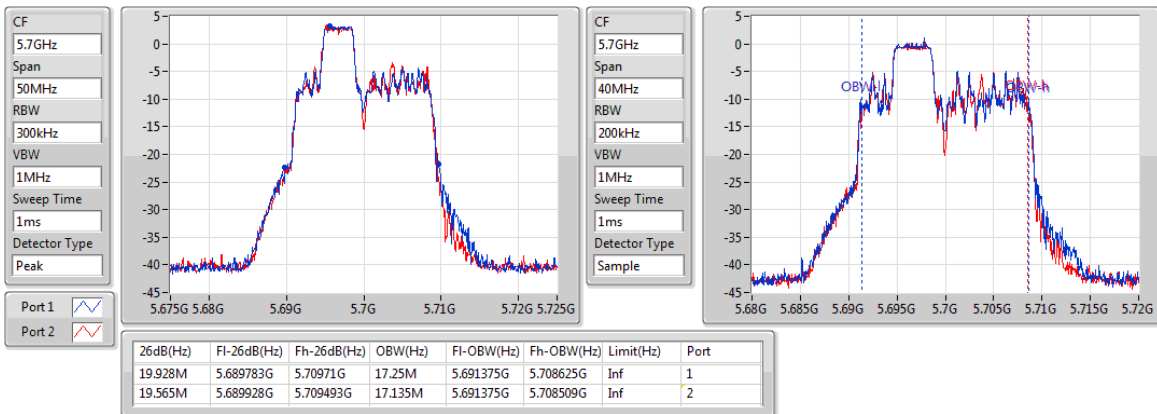 CF
5.7GHz
Span
50MHz
RBW
300kHz
VBW
1MHz
Sweep Time
1ms
Detector Type
Peak
Port 1
Port 2
5
0
-5
-10
-15
-20
-25
-30
-35
-40
-45
5.675G 5.68G 5.69G 5.7G 5.71G 5.72G 5.725G
CF
5.7GHz
Span
40MHz
RBW
200kHz
VBW
1MHz
Sweep Time
1ms
Detector Type
Sample
5
0
-5
-10
-15
-20
-25
-30
-35
-40
-45
OBW-l OBW-h
5.68G 5.685G 5.69G 5.695G 5.7G 5.705G 5.71G 5.715G 5.72G
26dB(Hz) Fl-26dB(Hz) Fh-26dB(Hz) OBW(Hz) Fl-OBW(Hz) Fh-OBW(Hz) Limit(Hz) Port
19.928M 5.689783G 5.70971G 17.25M 5.691375G 5.708625G Inf 1
19.565M 5.689928G 5.709493G 17.135M 5.691375G 5.708509G Inf 2